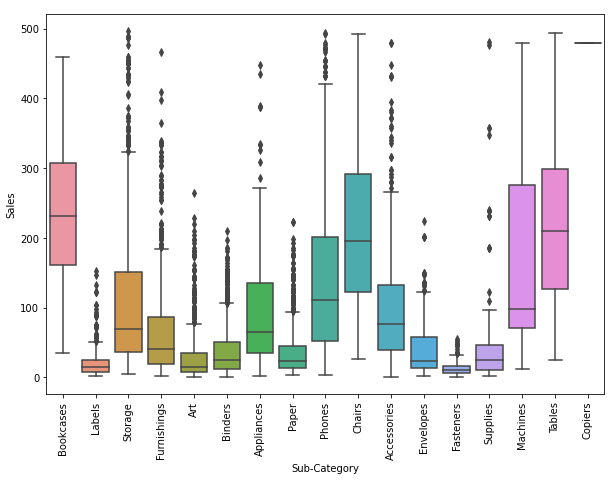 500
400
300
200
100
0
Sales
Bookcases
Labels
Storage
Furnishings
Art
Binders
Appliances
Paper
Phones
Chairs
Accessories
Envelopes
Fasteners
Supplies
Machines
Tables
Copiers
Sub-Category